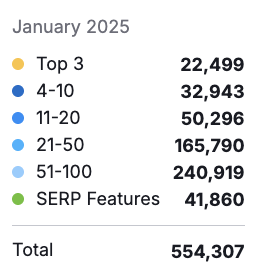 January 2025
Top 3 22,499
4-10 32,943
11-20 50,296
21-50 165,790
51-100 240,919
SERP Features 41,860
Total 554,307